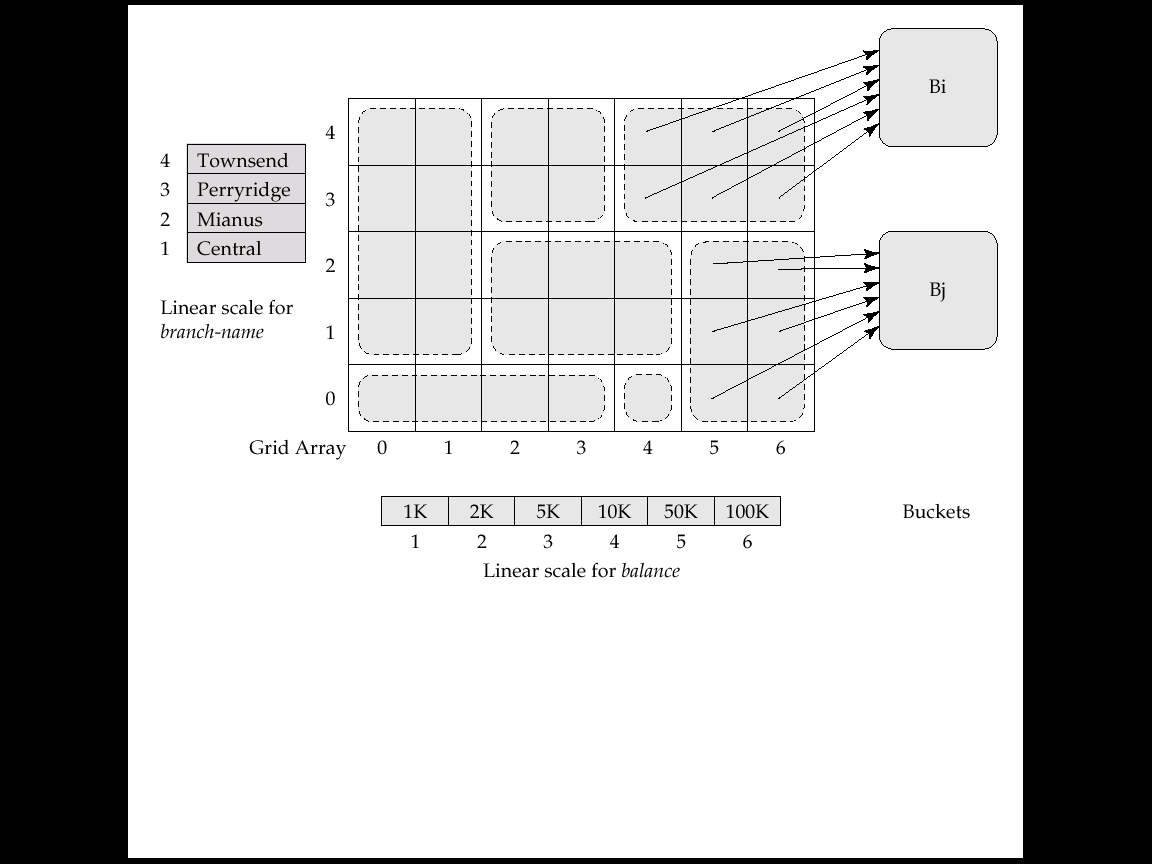 Bi
4
4 Townsend
3 Perryridge
3
2 Mianus
1 Central
2
Bj
Linear scale for
branch-name
1
0
Grid Array 0 1 2 3 4 5 6
1K 2K 5K 10K 50K 100K
Buckets
1 2 3 4 5 6
Linear scale for balance